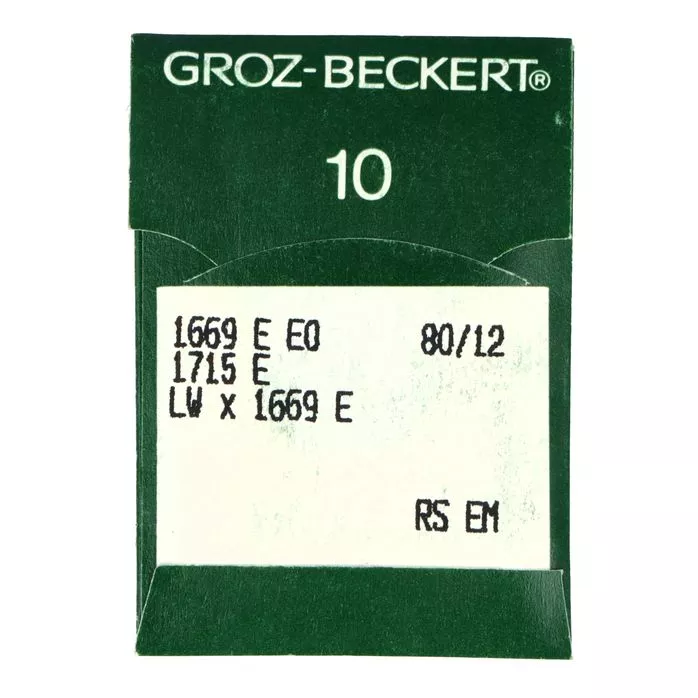 GROZ-BECKERT®
10
1669 E EO 80/12
1715 E
LW x 1669 E
RS EM